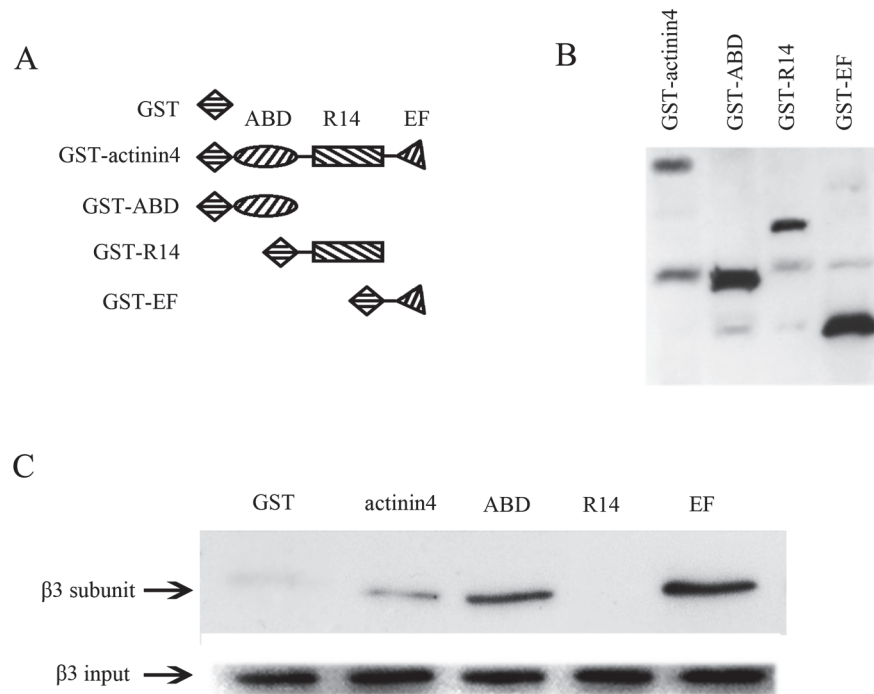 A
GST
ABD R14 EF
GST-actinin4
GST-ABD
GST-R14
GST-EF
B
GST-actinin4
GST-ABD
GST-R14
GST-EF
C
GST actinin4 ABD R14 EF
β3 subunit
β3 input